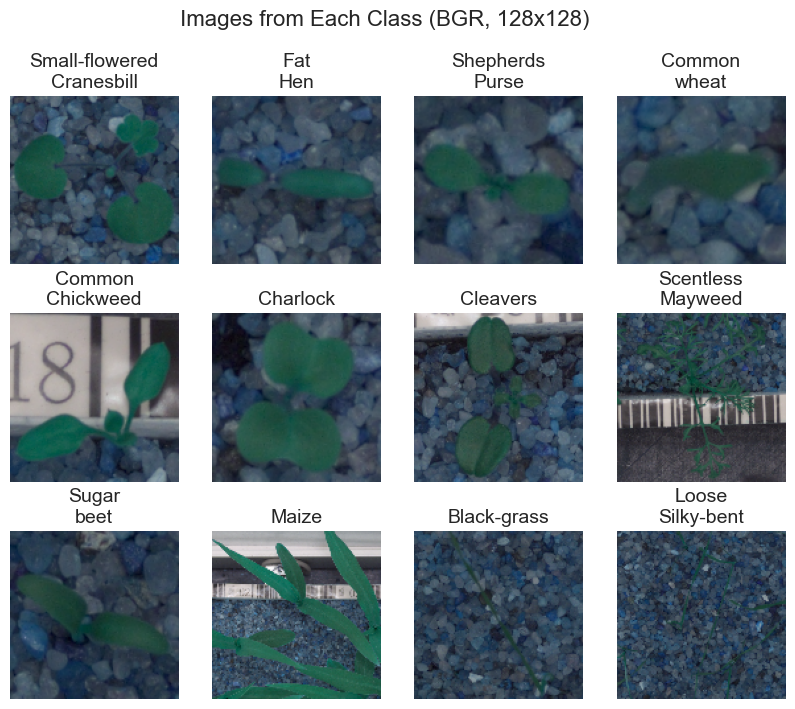 Images from Each Class (BGR, 128x128)
Small-flowered
Cranesbill
Fat
Hen
Shepherds
Purse
Common
wheat
Common
Chickweed
Charlock
Cleavers
Scentless
Mayweed
18
Sugar
beet
Maize
Black-grass
Loose
Silky-bent